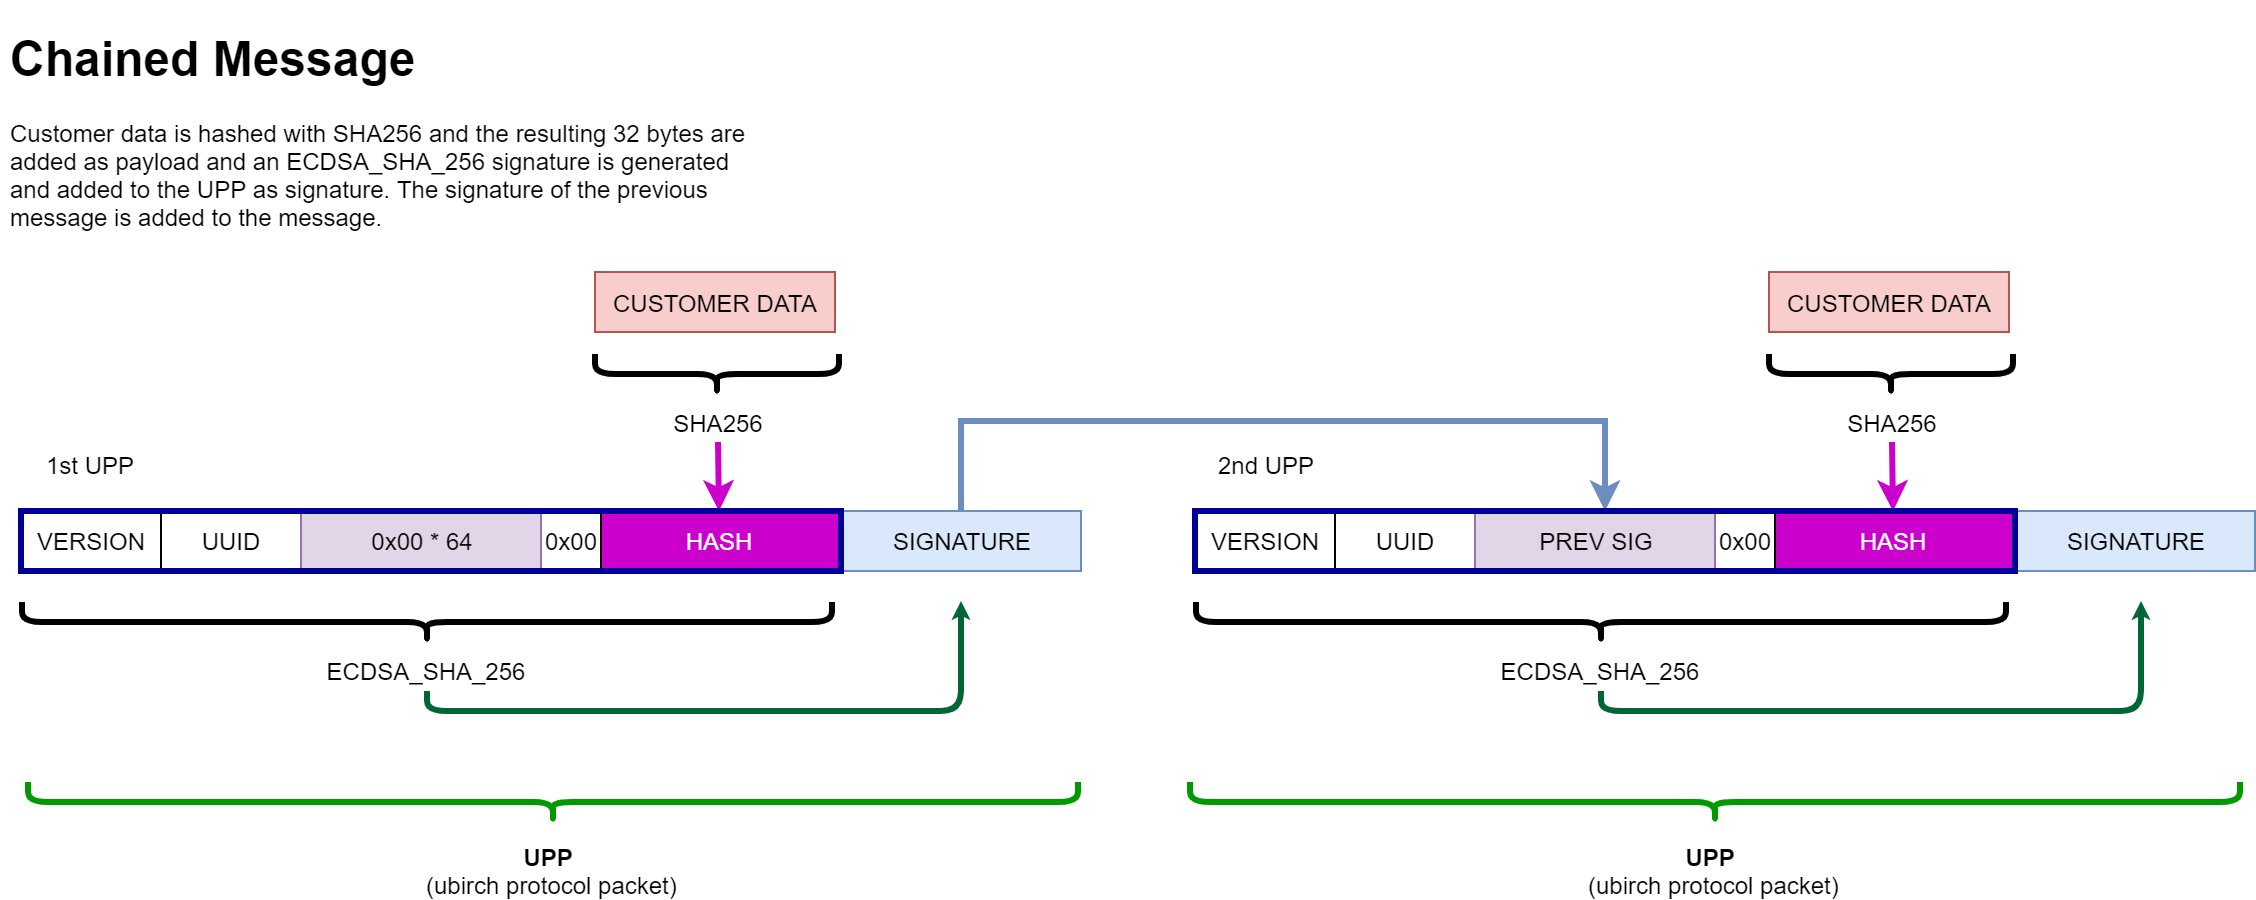 Chained Message
Customer data is hashed with SHA256 and the resulting 32 bytes are
added as payload and an ECDSA_SHA_256 signature is generated
and added to the UPP as signature. The signature of the previous
message is added to the message.
CUSTOMER DATA
CUSTOMER DATA
SHA256
SHA256
1st UPP
2nd UPP
VERSION UUID 0x00 * 64 0x00 HASH SIGNATURE
VERSION UUID PREV SIG 0x00 HASH SIGNATURE
ECDSA_SHA_256
ECDSA_SHA_256
UPP
(ubirch protocol packet)
UPP
(ubirch protocol packet)